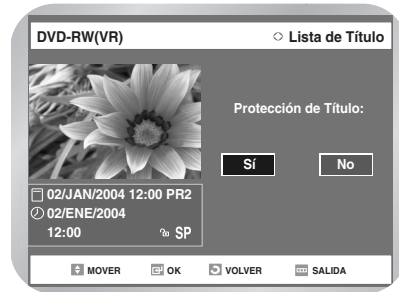 DVD-RW(VR) Lista de Título
Protección de Título:
Sí No
02/JAN/2004 12:00 PR2
02/ENE/2004
12:00 SP
MOVER OK VOLVER SALIDA